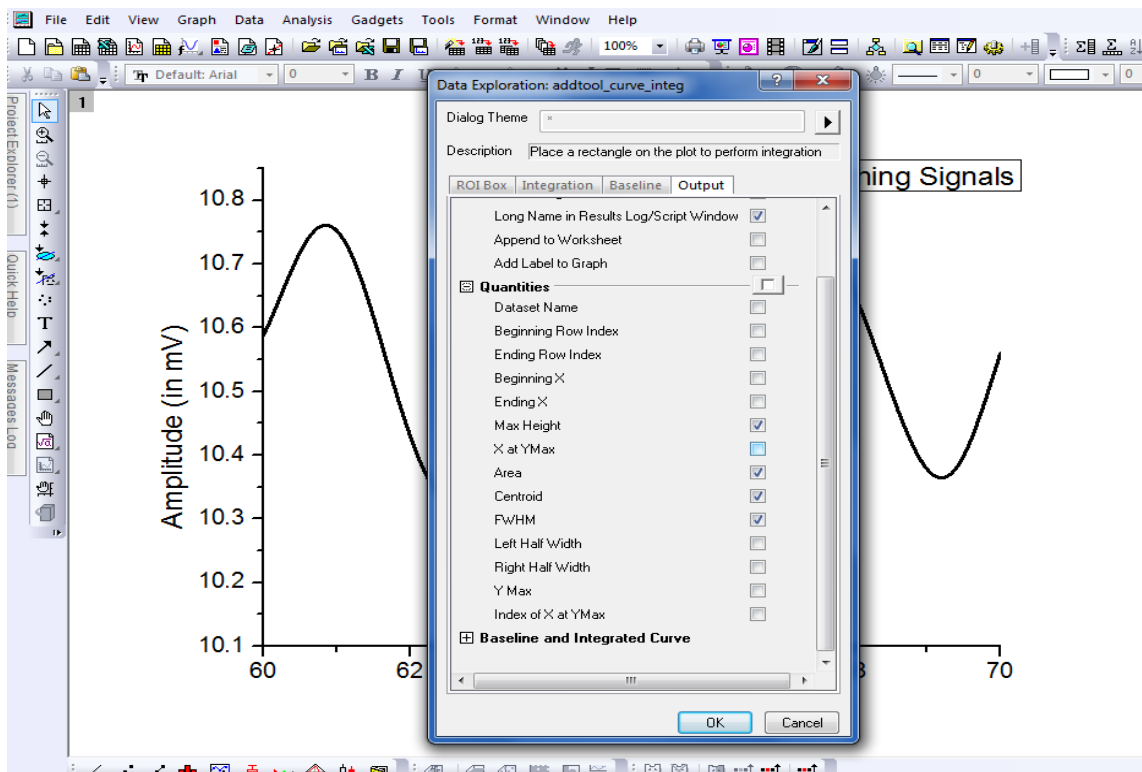 File Edit View Graph Data Analysis Gadgets Tools Format Window Help
100%
Default: Arial 0 B I U 0 0
Data Exploration: addtool_curve_integ
Dialog Theme *
Description Place a rectangle on the plot to perform integration
ROI Box Integration Baseline Output
Long Name in Results Log/Script Window
Append to Worksheet
Add Label to Graph
Quantities
Dataset Name
Beginning Row Index
Ending Row Index
Beginning X
Ending X
Max Height
X at YMax
Area
Centroid
FWHM
Left Half Width
Right Half Width
Y Max
Index of X at YMax
Baseline and Integrated Curve
OK Cancel
Project Explorer (1)
Quick Help
Messages Log
1
ning Signals
Amplitude (in mV)
10.8
10.7
10.6
10.5
10.4
10.3
10.2
10.1
60 62 70